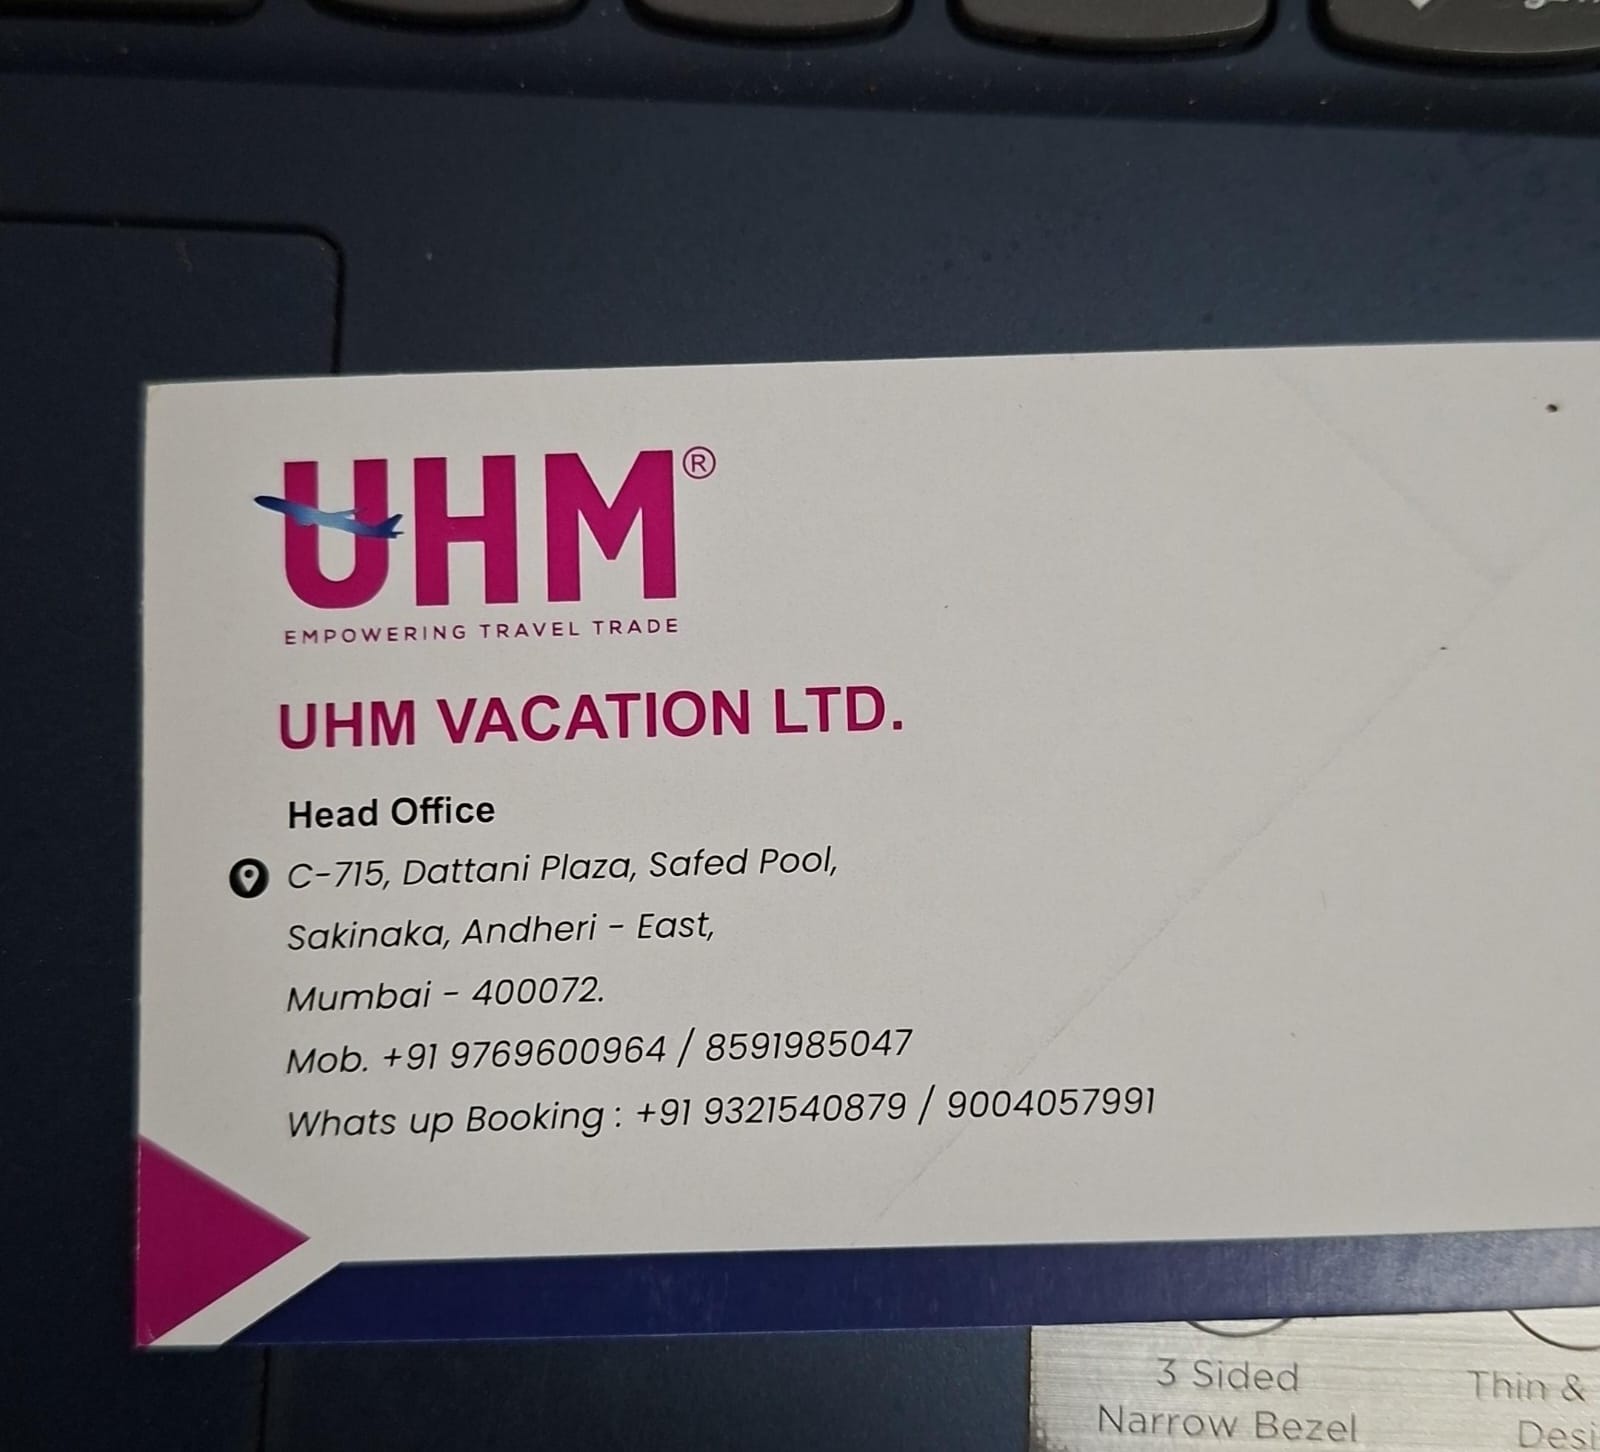 UHM®
EMPOWERING TRAVEL TRADE
UHM VACATION LTD.
Head Office
C-715, Dattani Plaza, Safed Pool,
Sakinaka, Andheri - East,
Mumbai - 400072.
Mob. +91 9769600964 / 8591985047
Whats up Booking : +91 9321540879 / 9004057991
3 Sided
Narrow Bezel
Thin &